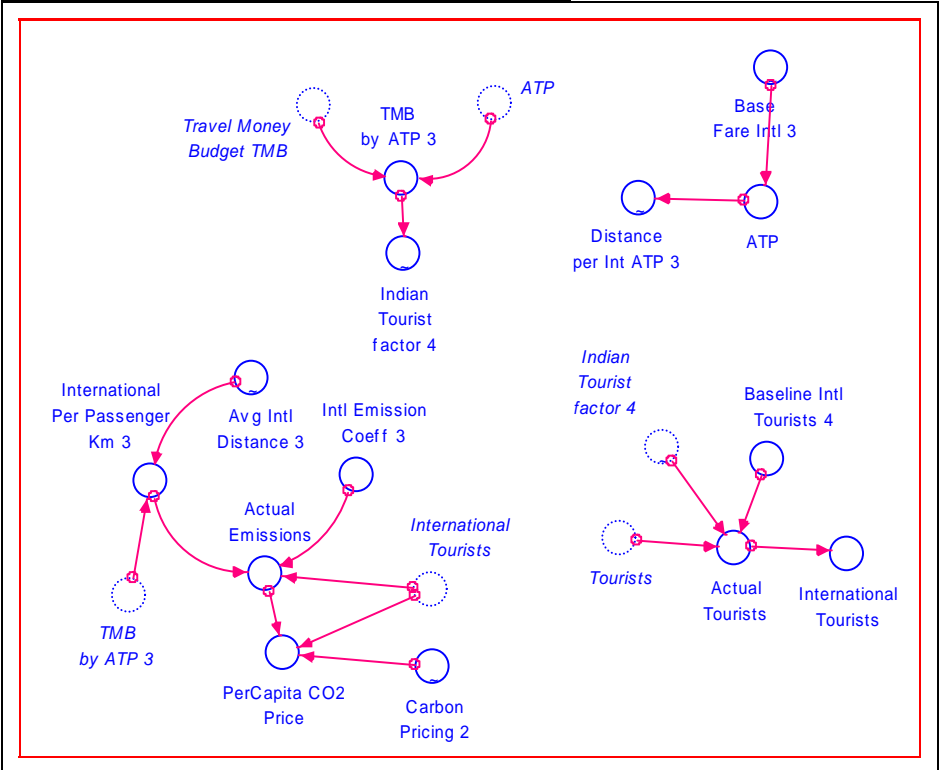 Travel Money
Budget TMB
TMB
by ATP 3
ATP
Indian
Tourist
factor 4
Base
Fare Intl 3
Distance
per Int ATP 3
ATP
International
Per Passenger
Km 3
Avg Intl
Distance 3
Intl Emission
Coeff 3
Actual
Emissions
International
Tourists
TMB
by ATP 3
PerCapita CO2
Price
Carbon
Pricing 2
Indian
Tourist
factor 4
Baseline Intl
Tourists 4
Tourists
Actual
Tourists
International
Tourists